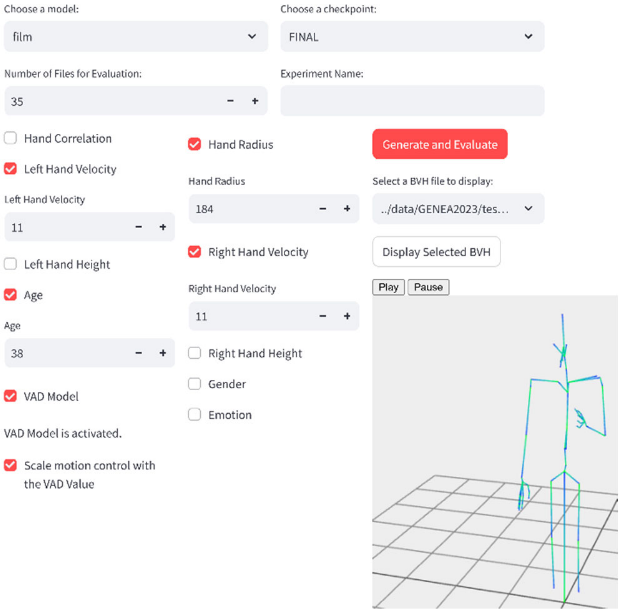 Choose a model:
Choose a checkpoint:
film
FINAL
Number of Files for Evaluation:
Experiment Name:
35
Hand Correlation
Left Hand Velocity
Left Hand Velocity
11
Left Hand Height
Age
Age
38
VAD Model
VAD Model is activated.
Scale motion control with
the VAD Value
Hand Radius
Hand Radius
184
Right Hand Velocity
Right Hand Velocity
11
Right Hand Height
Gender
Emotion
Generate and Evaluate
Select a BVH file to display:
../data/GENEA2023/tes...
Display Selected BVH
Play Pause